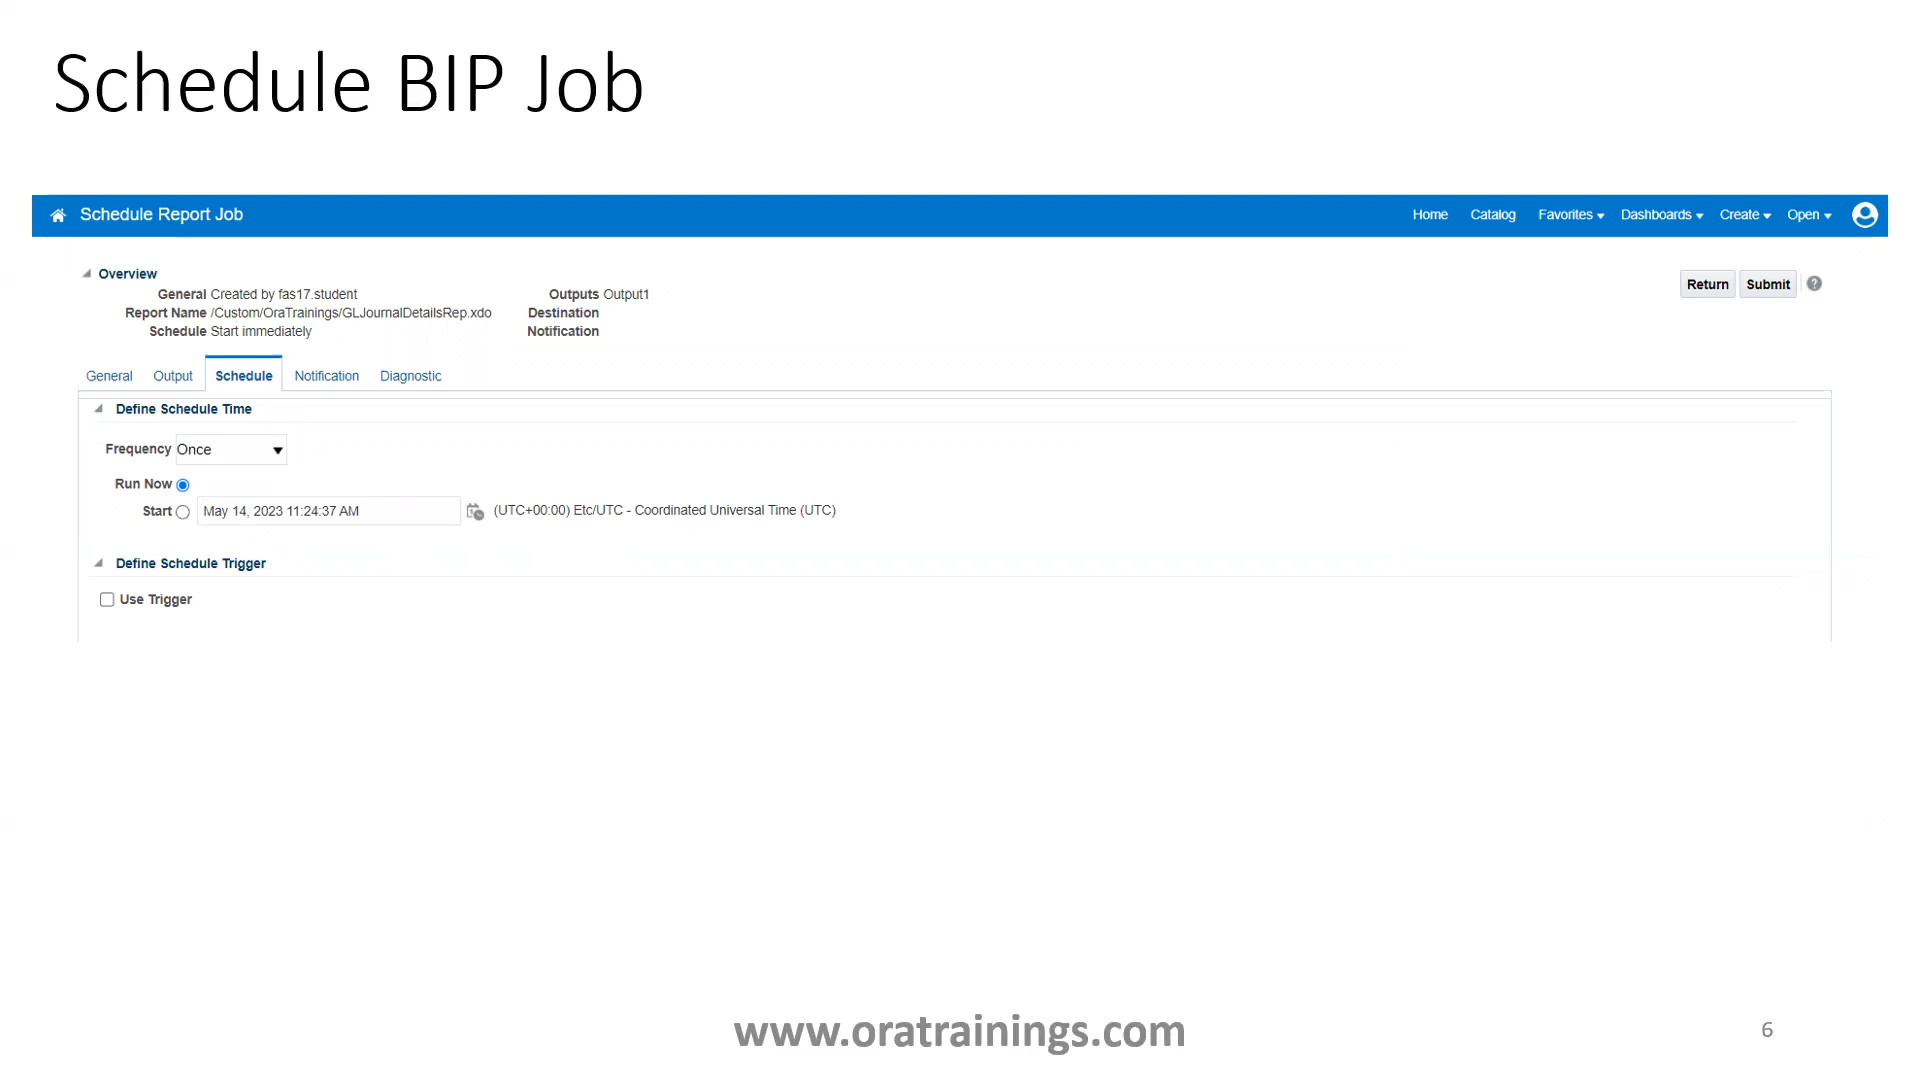 Schedule BIP Job
Schedule Report Job Home Catalog Favorites Dashboards Create Open
Overview
Return Submit ?
General Created by fas17.student Outputs Output1
Report Name /Custom/OraTrainings/GLJournalDetailsRep.xdo Destination
Schedule Start immediately Notification
General Output Schedule Notification Diagnostic
Define Schedule Time
Frequency Once
Run Now
Start May 14, 2023 11:24:37 AM (UTC+00:00) Etc/UTC - Coordinated Universal Time (UTC)
Define Schedule Trigger
Use Trigger
www.oratrainings.com 6